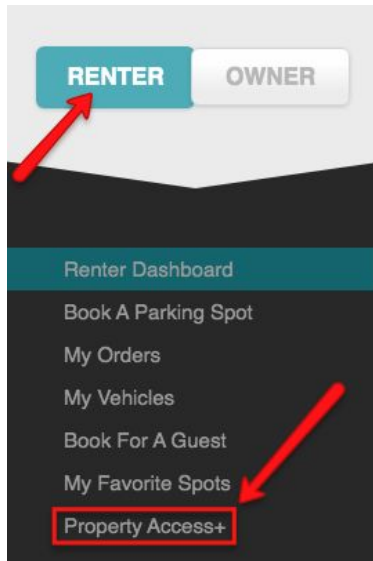 RENTER OWNER
Renter Dashboard
Book A Parking Spot
My Orders
My Vehicles
Book For A Guest
My Favorite Spots
Property Access+